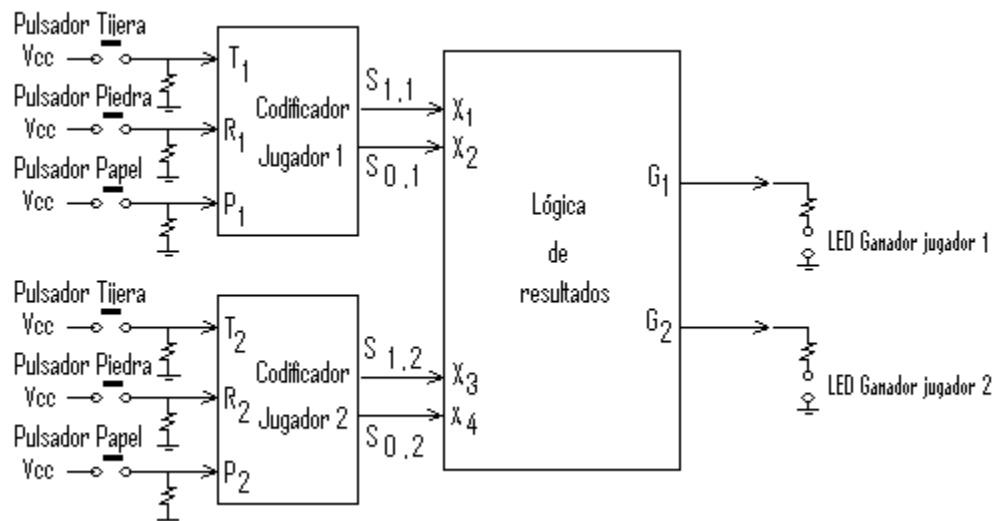 Pulsador Tijera
Vcc
T1
Pulsador Piedra
Vcc
R1
Pulsador Papel
Vcc
P1
Codificador
Jugador 1
S1,1
S0,1
Pulsador Tijera
Vcc
T2
Pulsador Piedra
Vcc
R2
Pulsador Papel
Vcc
P2
Codificador
Jugador 2
S1,2
S0,2
X1
X2
X3
X4
Lógica
de
resultados
G1
G2
LED Ganador jugador 1
LED Ganador jugador 2